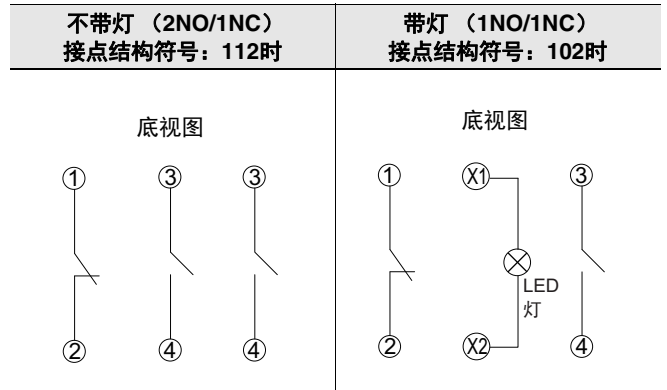 不带灯 （2NO/1NC）
接点结构符号：112时
带灯 （1NO/1NC）
接点结构符号：102时
底视图
① ③ ③
② ④ ④
底视图
① X1 ③
LED
灯
② X2 ④